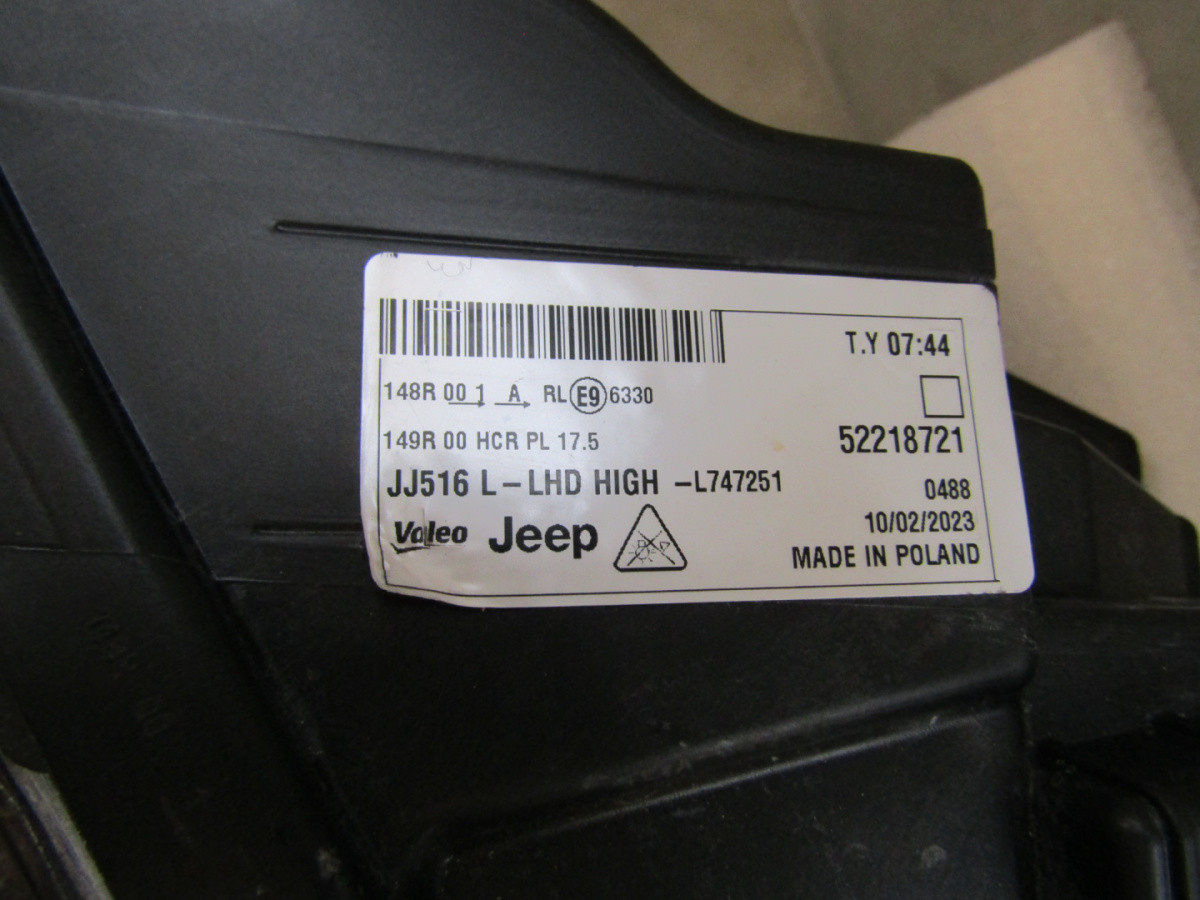 T.Y 07:44
148R 00 1 A RL E9 6330
149R 00 HCR PL 17.5
52218721
JJ516 L-LHD HIGH -L747251
0488
10/02/2023
Valeo Jeep
MADE IN POLAND